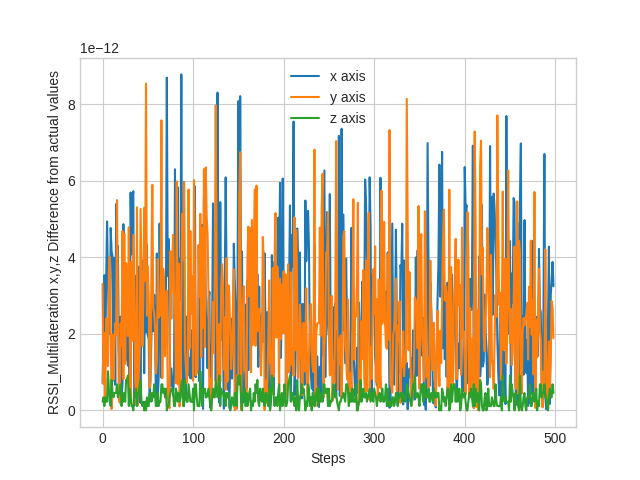 1e−12
RSSI_Multilateration x,y,z Difference from actual values
x axis
y axis
z axis
8
6
4
2
0
0 100 200 300 400 500
Steps